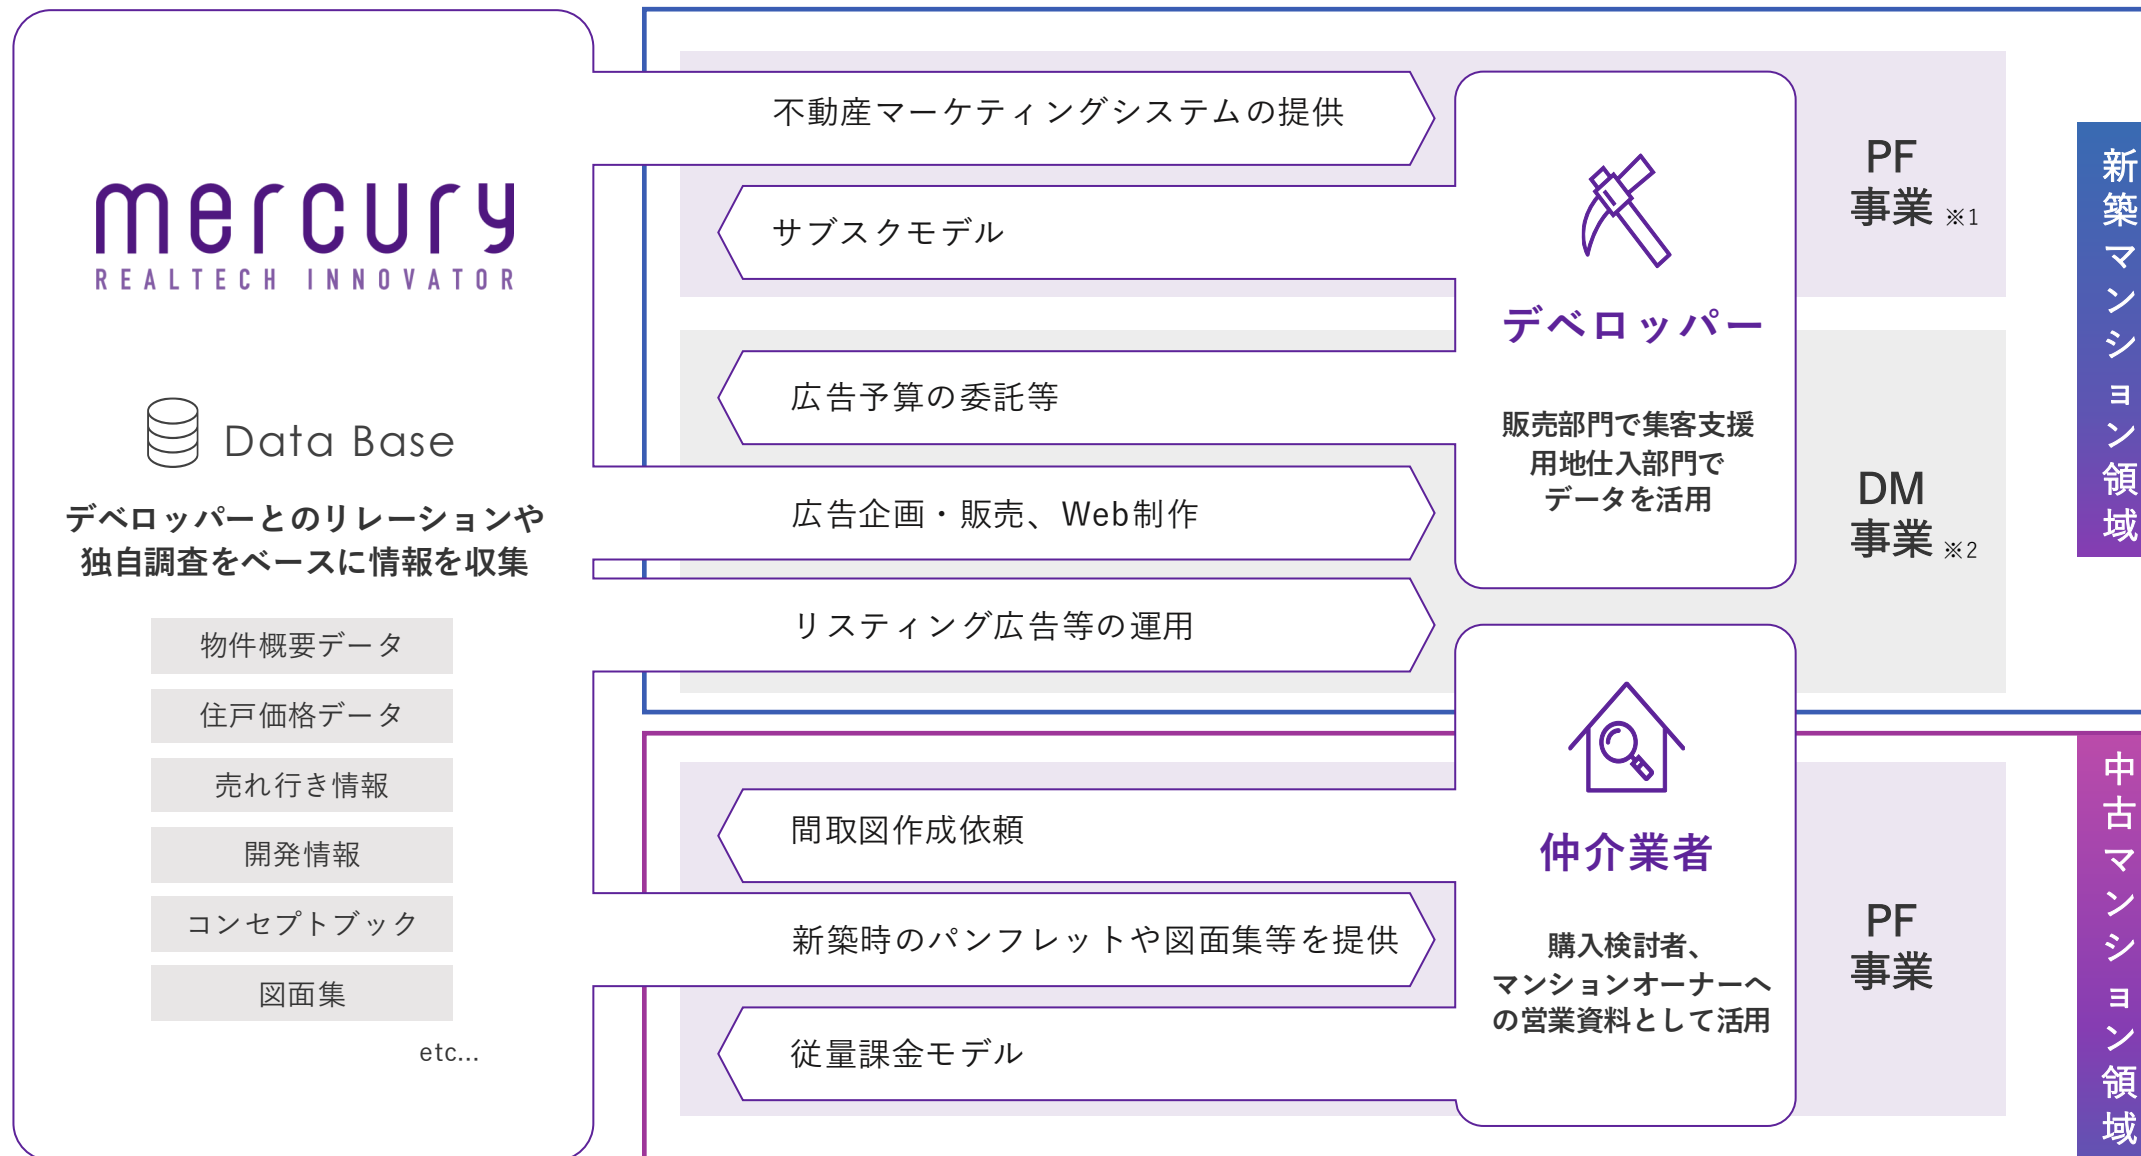 mercury
REALTECH INNOVATOR
Data Base
デベロッパーとのリレーションや
独自調査をベースに情報を収集
物件概要データ
住戸価格データ
売れ行き情報
開発情報
コンセプトブック
図面集
etc...
不動産マーケティングシステムの提供
サブスクモデル
広告予算の委託等
広告企画・販売、Web制作
リスティング広告等の運用
デベロッパー
販売部門で集客支援
用地仕入部門で
データを活用
PF
事業 ※1
DM
事業 ※2
新築マンション領域
間取図作成依頼
新築時のパンフレットや図面集等を提供
従量課金モデル
仲介業者
購入検討者、
マンションオーナーへ
の営業資料として活用
PF
事業
中古マンション領域